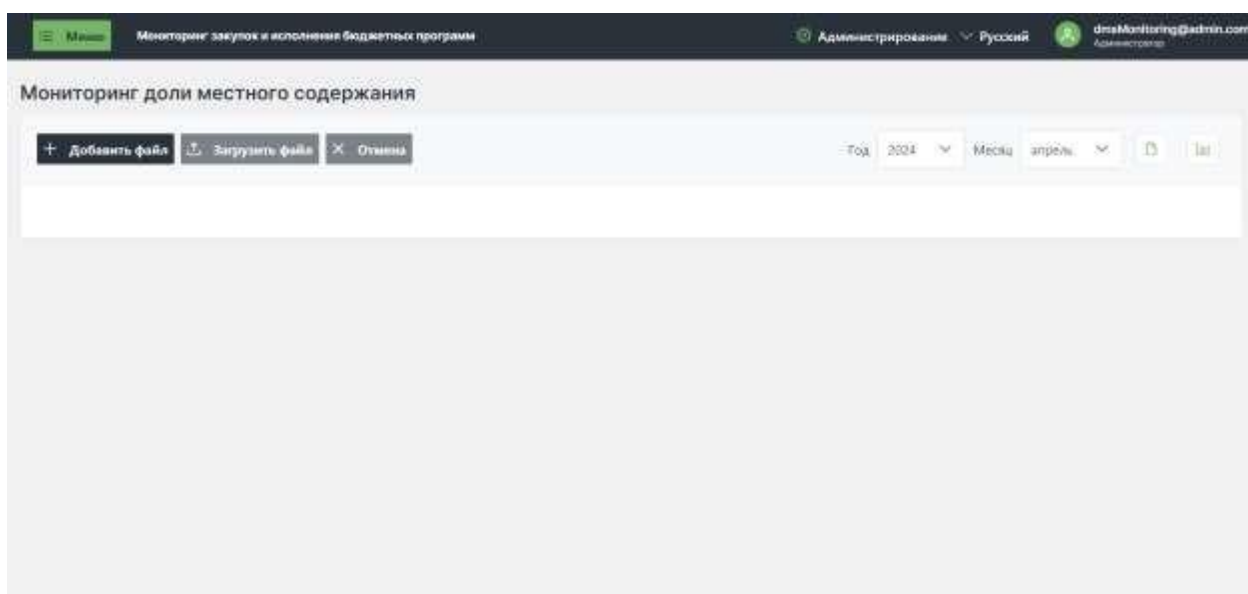 Меню Мониторинг закупок и исполнения бюджетных программ Администрирование Русский dmsMonitoring@admin.com
Администратор
Мониторинг доли местного содержания
+ Добавить файл Загрузить файл × Отмена Год 2024 Месяц апрель